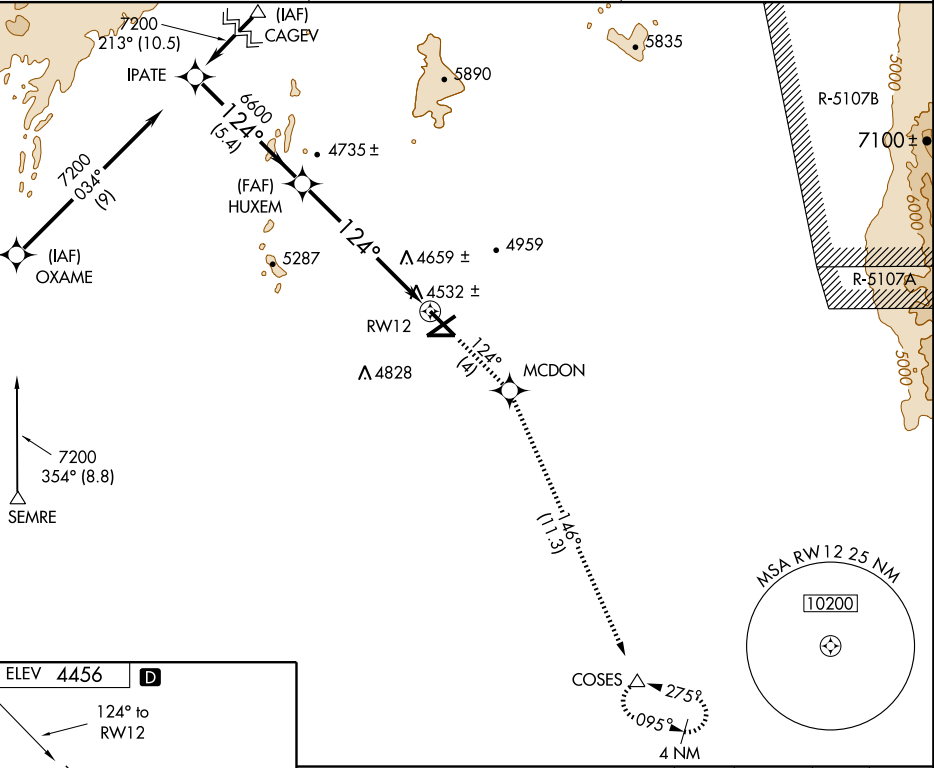 (IAF)
CAGEV
7200
213° (10.5)
IPATE
6600
124°
(5.4)
5890
5835
5000
R-5107B
7100 ±
6000
4735 ±
(FAF)
HUXEM
7200
034°
(9)
(IAF)
OXAME
124°
5287
4659 ±
4959
4532 ±
R-5107A
RW12
124°
(4)
MCDON
4828
5000
7200
354° (8.8)
SEMRE
146°
(11.3)
MSA RW12 25 NM
10200
ELEV 4456 D
COSES
275°
095°
4 NM
124° to
RW12